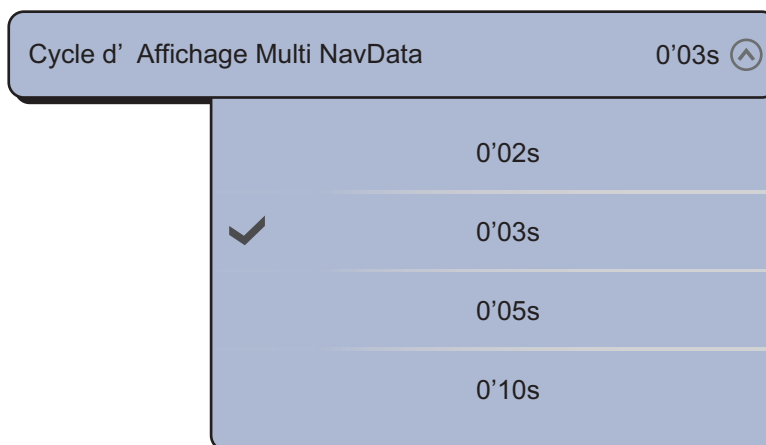 Cycle d’ Affichage Multi NavData 0’03s
0’02s
0’03s
0’05s
0’10s